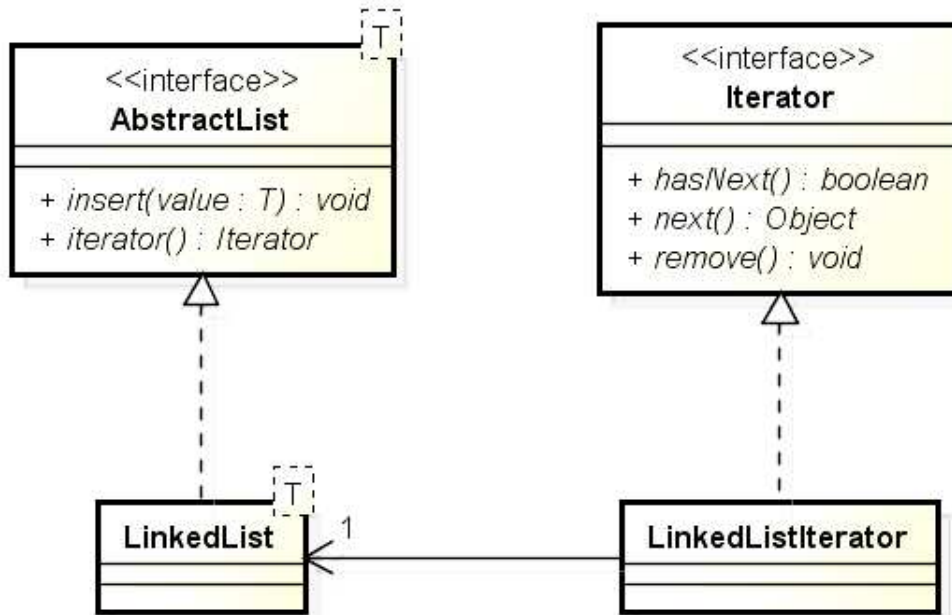 T
<<interface>>
AbstractList
+ insert(value : T) : void
+ iterator() : Iterator
<<interface>>
Iterator
+ hasNext() : boolean
+ next() : Object
+ remove() : void
T
LinkedList
1
LinkedListIterator